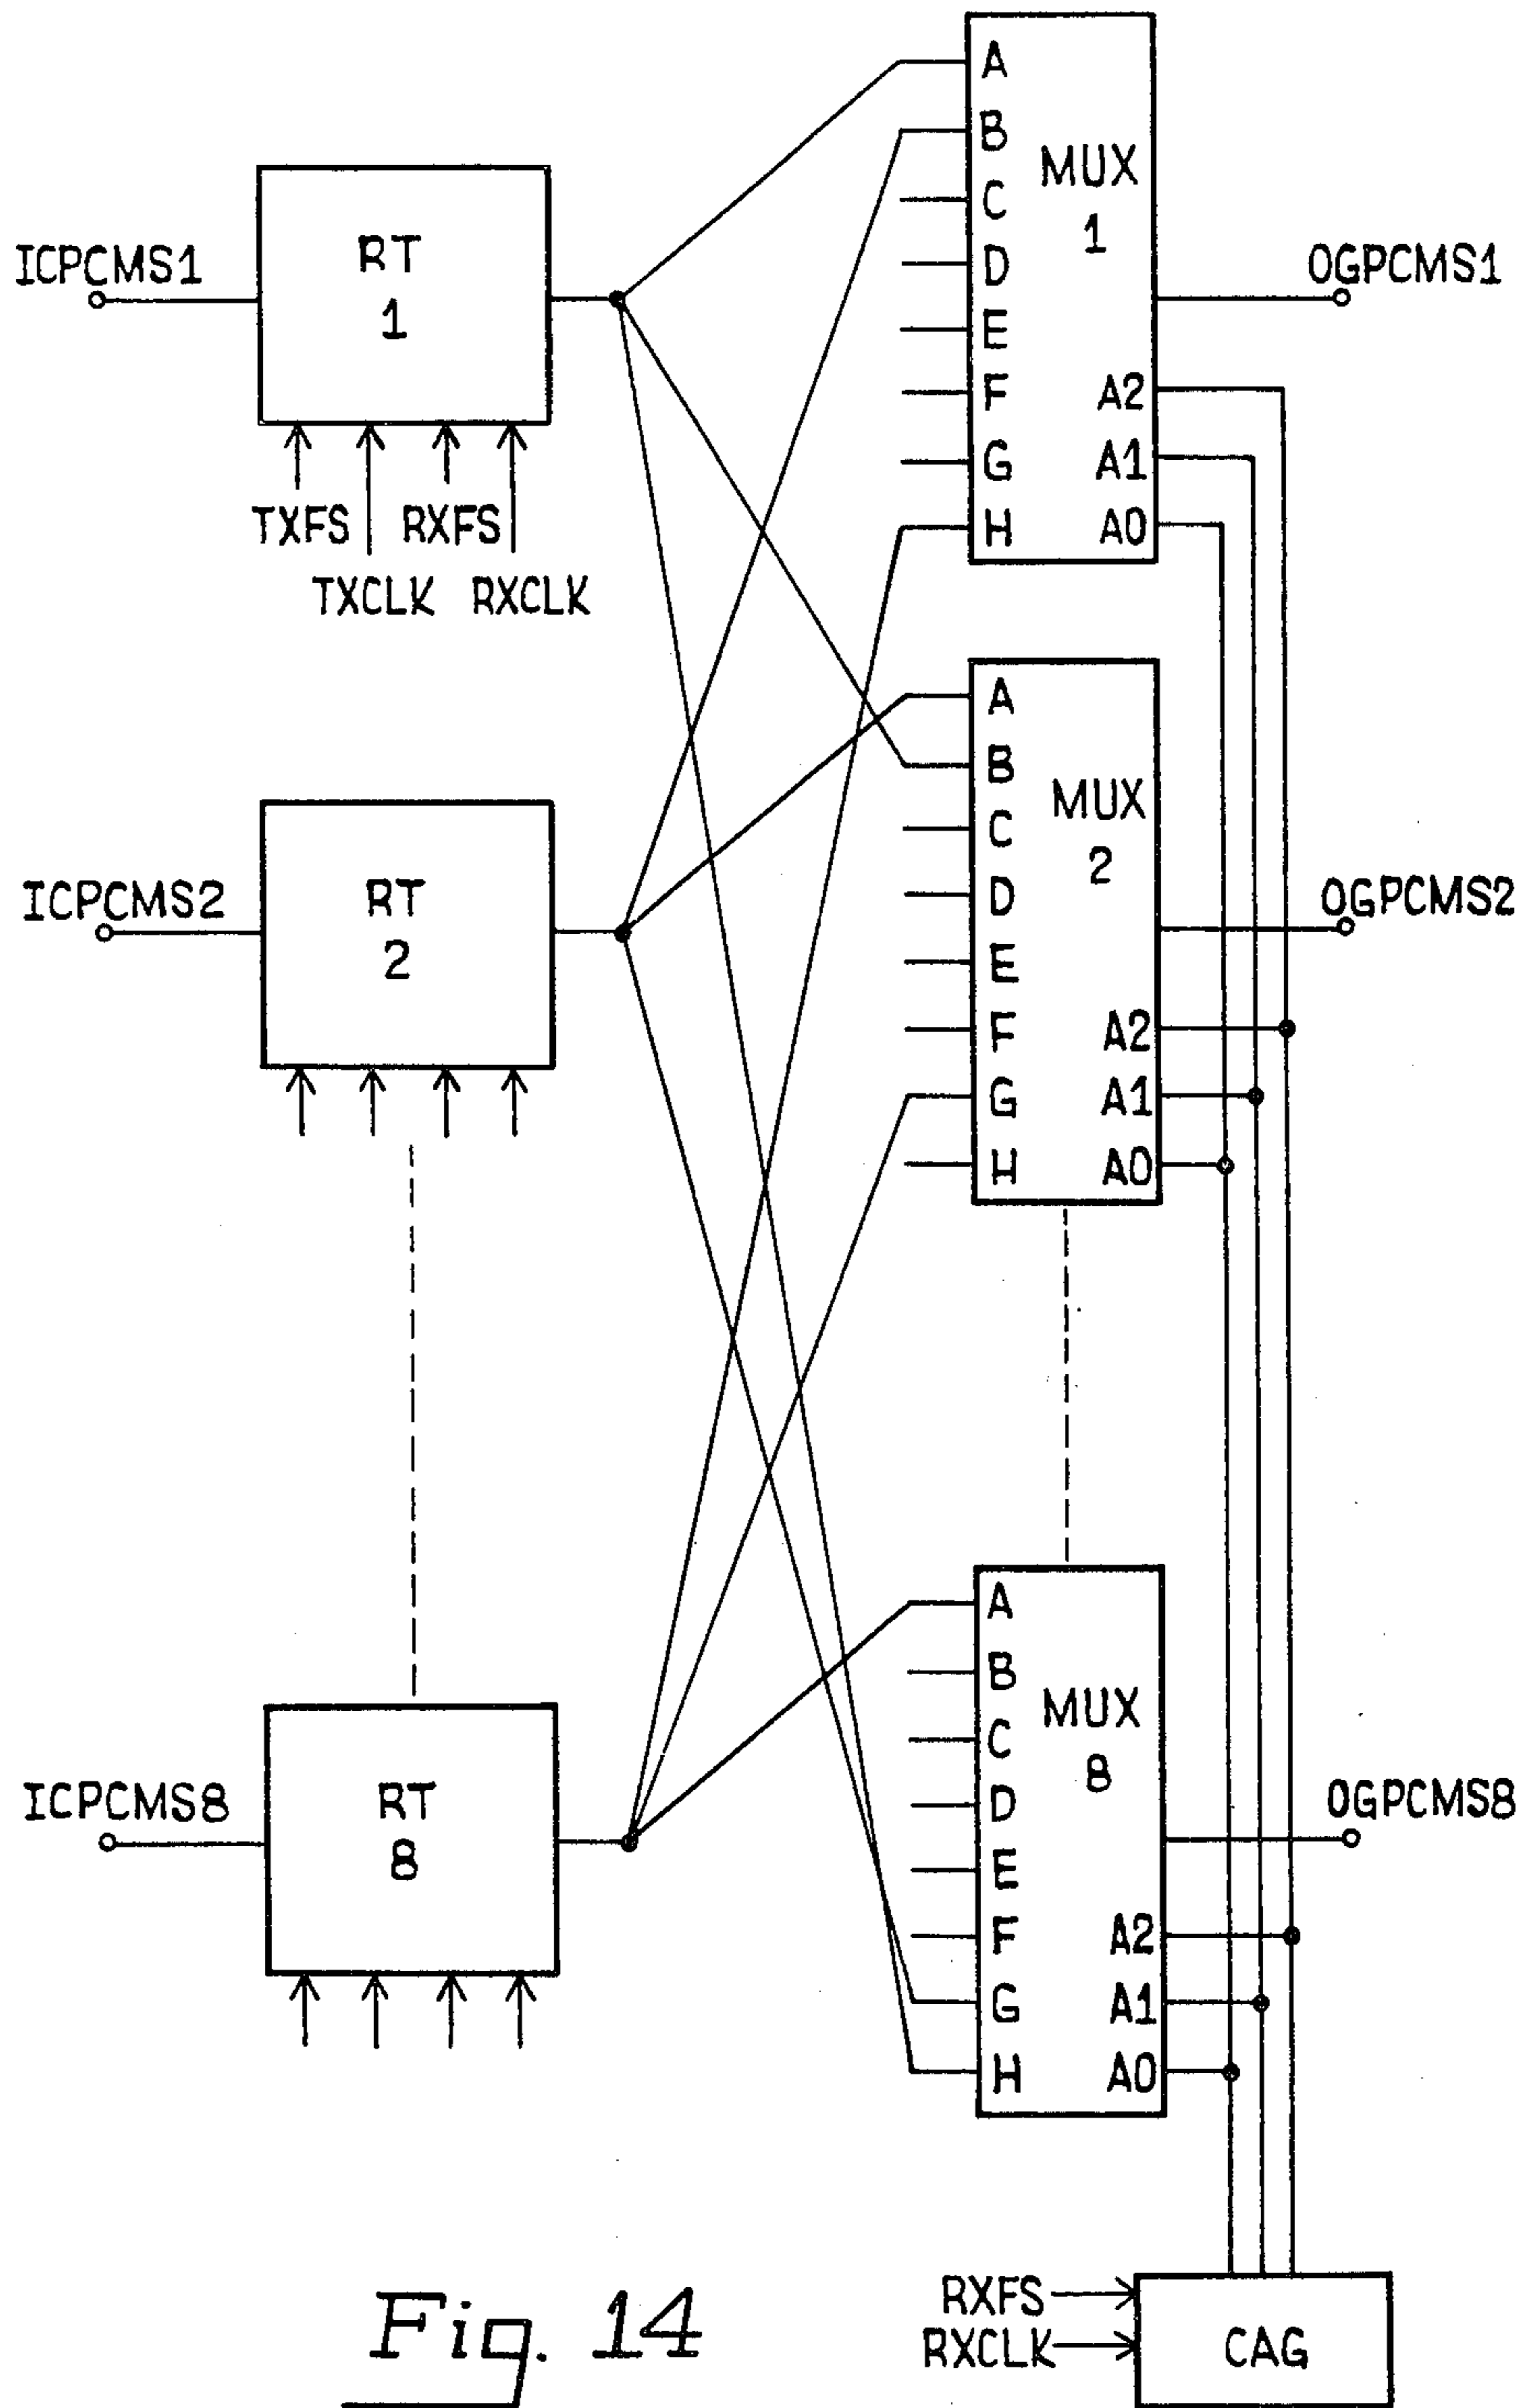 ICPCMS1
RT
1
TXFS
RXFS
TXCLK
RXCLK
A
B
C
D
E
F
G
H
MUX
1
A2
A1
A0
OGPCMS1
ICPCMS2
RT
2
A
B
C
D
E
F
G
H
MUX
2
A2
A1
A0
OGPCMS2
ICPCMS8
RT
8
A
B
C
D
E
F
G
H
MUX
8
A2
A1
A0
OGPCMS8
RXFS
RXCLK
CAG
Fig. 14